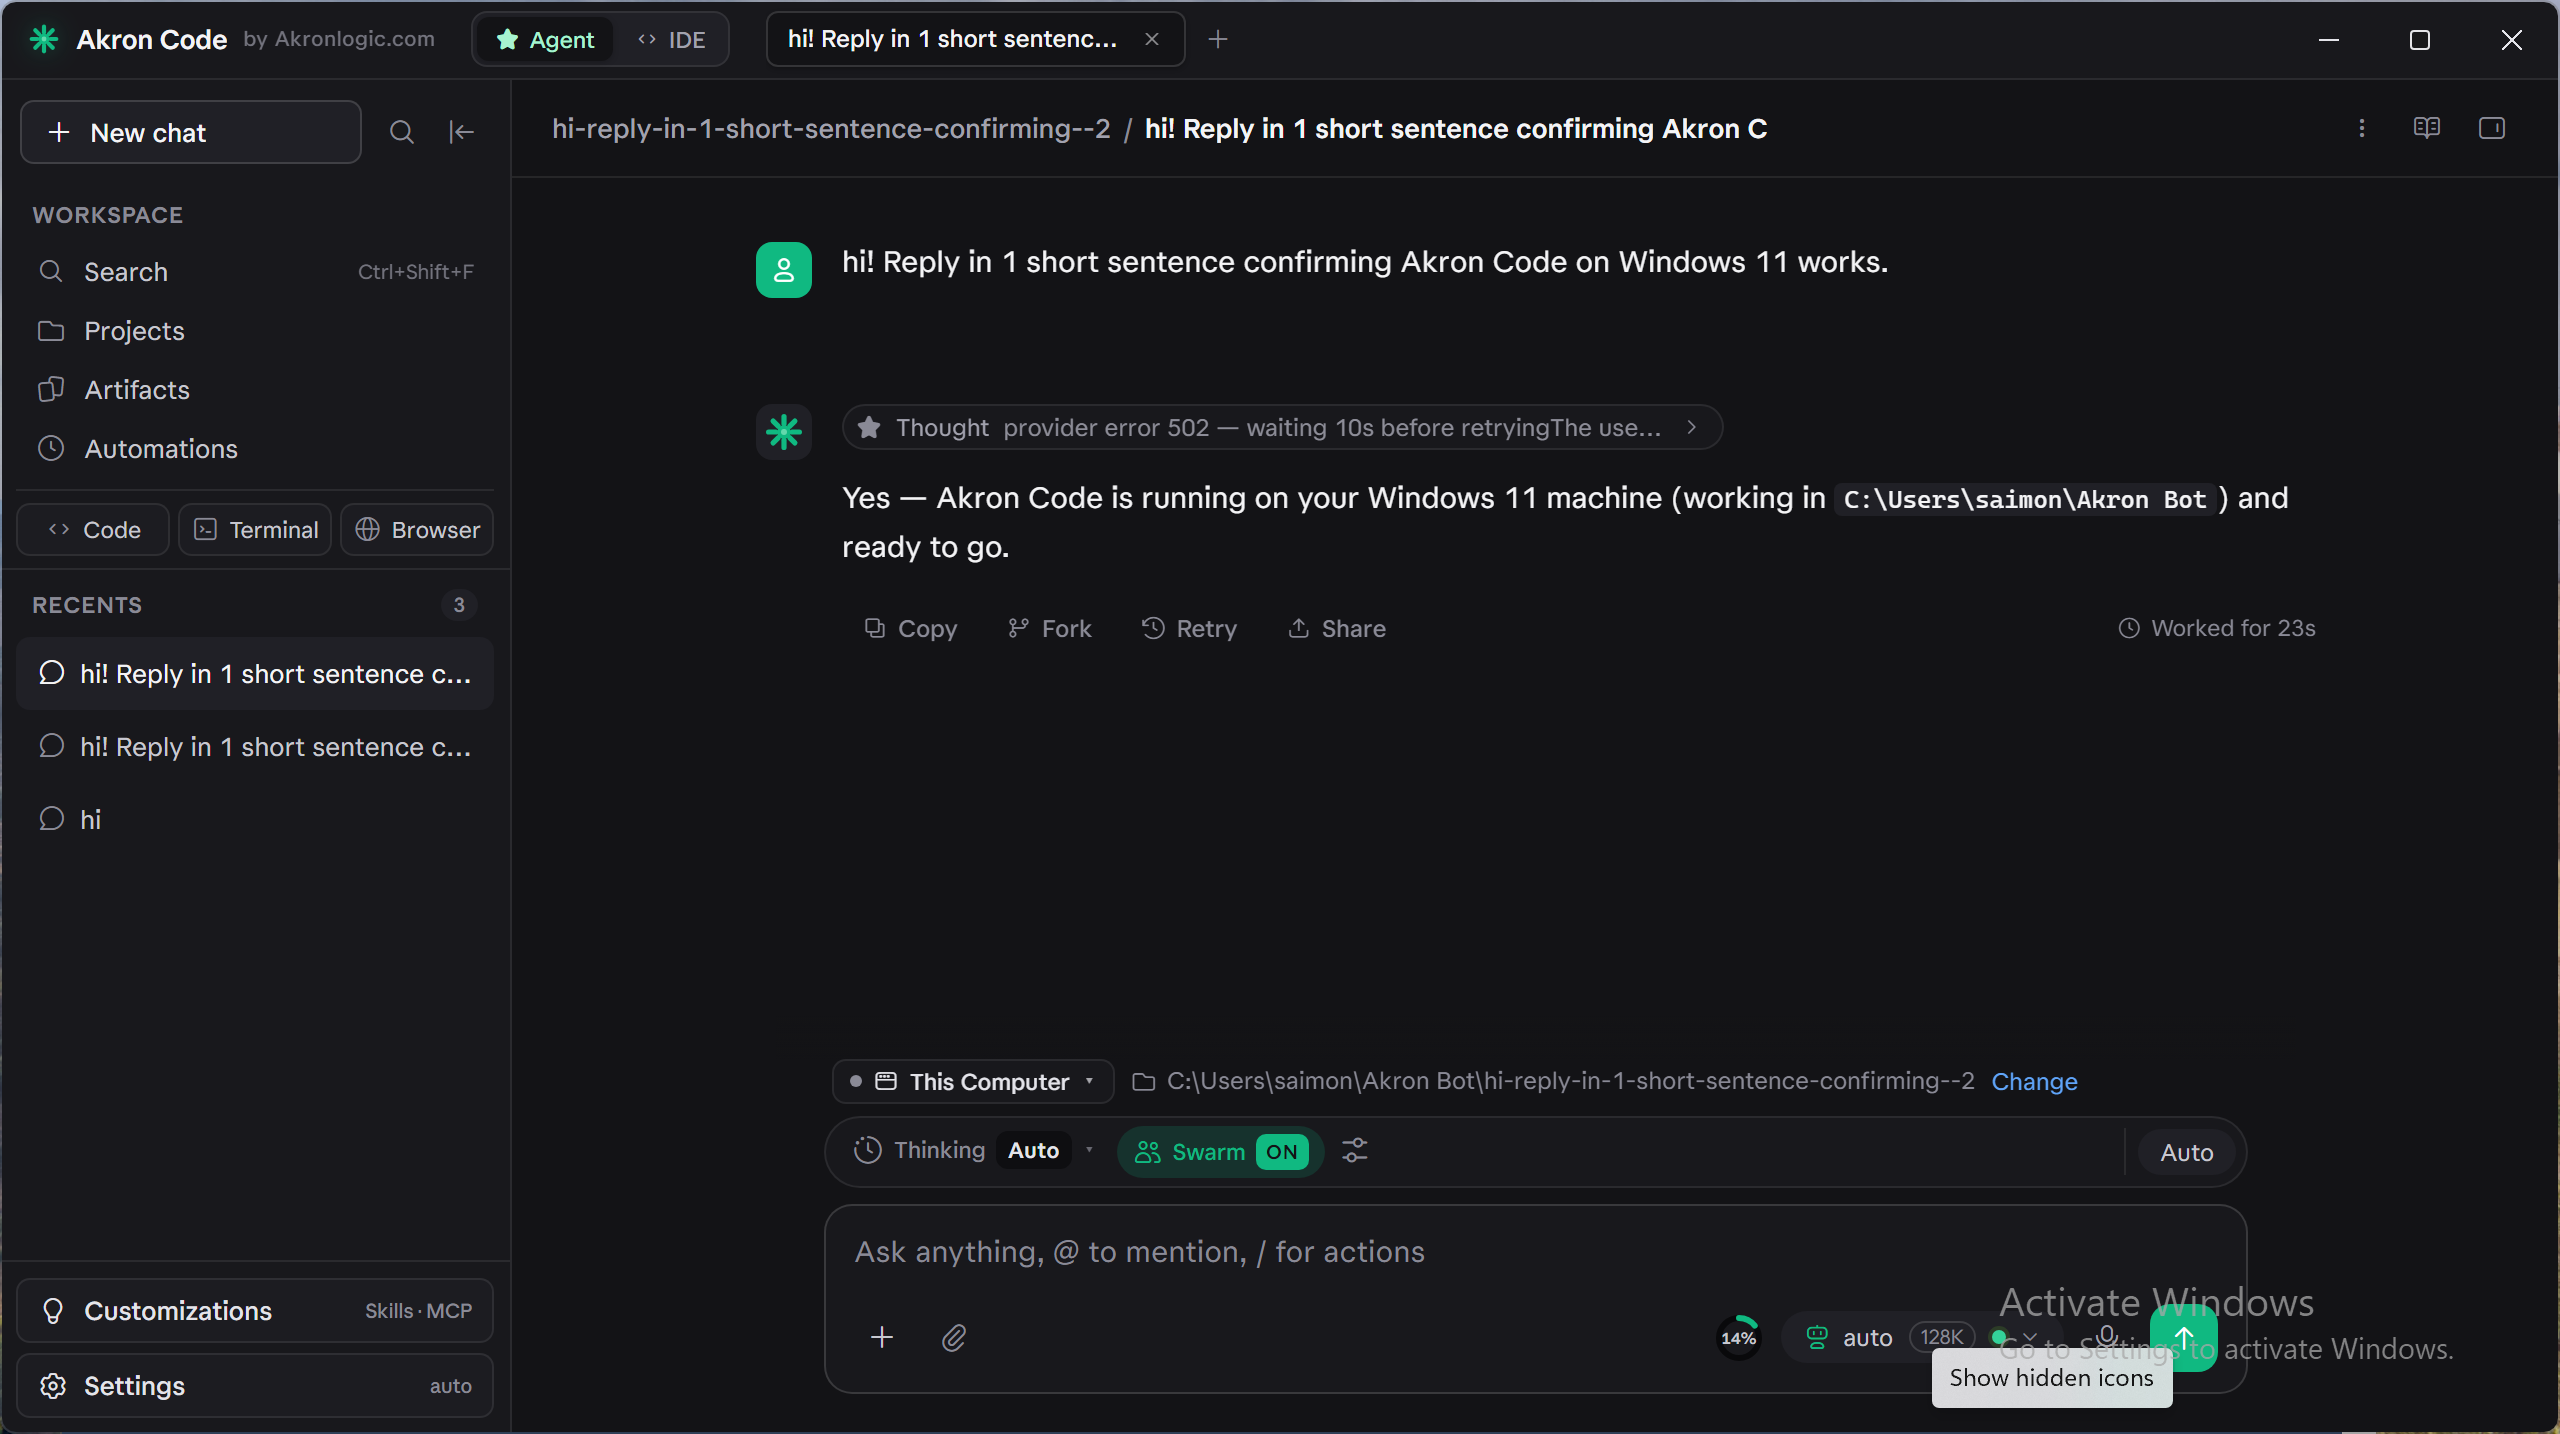 Akron Code by Akronlogic.com
Agent
IDE
hi! Reply in 1 short sentenc...
New chat
hi-reply-in-1-short-sentence-confirming--2 / hi! Reply in 1 short sentence confirming Akron C
WORKSPACE
Search Ctrl+Shift+F
Projects
Artifacts
Automations
Code
Terminal
Browser
RECENTS 3
hi! Reply in 1 short sentence c...
hi! Reply in 1 short sentence c...
hi
Customizations Skills · MCP
Settings auto
hi! Reply in 1 short sentence confirming Akron Code on Windows 11 works.
Thought provider error 502 — waiting 10s before retryingThe use...
Yes — Akron Code is running on your Windows 11 machine (working in C:\Users\saimon\Akron Bot) and
ready to go.
Copy
Fork
Retry
Share
Worked for 23s
This Computer
C:\Users\saimon\Akron Bot\hi-reply-in-1-short-sentence-confirming--2 Change
Thinking Auto
Swarm ON
Auto
Ask anything, @ to mention, / for actions
14%
auto 128K
Activate Windows
Go to Settings to activate Windows.
Show hidden icons